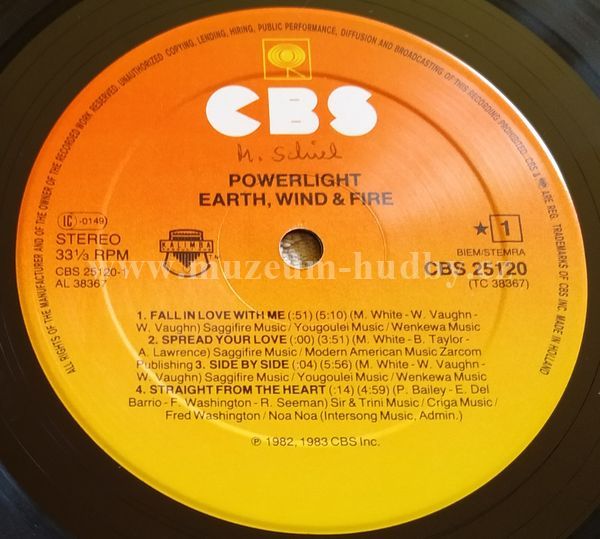 ALL RIGHTS OF THE MANUFACTURER AND OF THE OWNER OF THE RECORDED WORK RESERVED. UNAUTHORIZED COPYING, LENDING, HIRING, PUBLIC PERFORMANCE, DIFFUSION AND BROADCASTING OF THIS RECORDING PROHIBITED. CBS & ARE REG. TRADEMARKS OF CBS INC. MADE IN HOLLAND
CBS
POWERLIGHT
EARTH, WIND & FIRE
IC -0149
STEREO
33⅓ RPM
CBS 25120-1
AL 38367
KALIMBA
★ 1
BIEM/STEMRA
CBS 25120
(TC 38367)
1. FALL IN LOVE WITH ME (:51) (5:10) (M. White - W. Vaughn -
W. Vaughn) Saggifire Music / Yougoulei Music / Wenkewa Music
2. SPREAD YOUR LOVE (:00) (3:51) (M. White - B. Taylor -
A. Lawrence) Saggifire Music / Modern American Music Zarcom
Publishing 3. SIDE BY SIDE (:04) (5:56) (M. White - W. Vaughn -
W. Vaughn) Saggifire Music / Yougoulei Music / Wenkewa Music
4. STRAIGHT FROM THE HEART (:14) (4:59) (P. Bailey - E. Del
Barrio - F. Washington - R. Seeman) Sir & Trini Music / Criga Music /
Fred Washington / Noa Noa (Intersong Music, Admin.)
℗ 1982, 1983 CBS Inc.